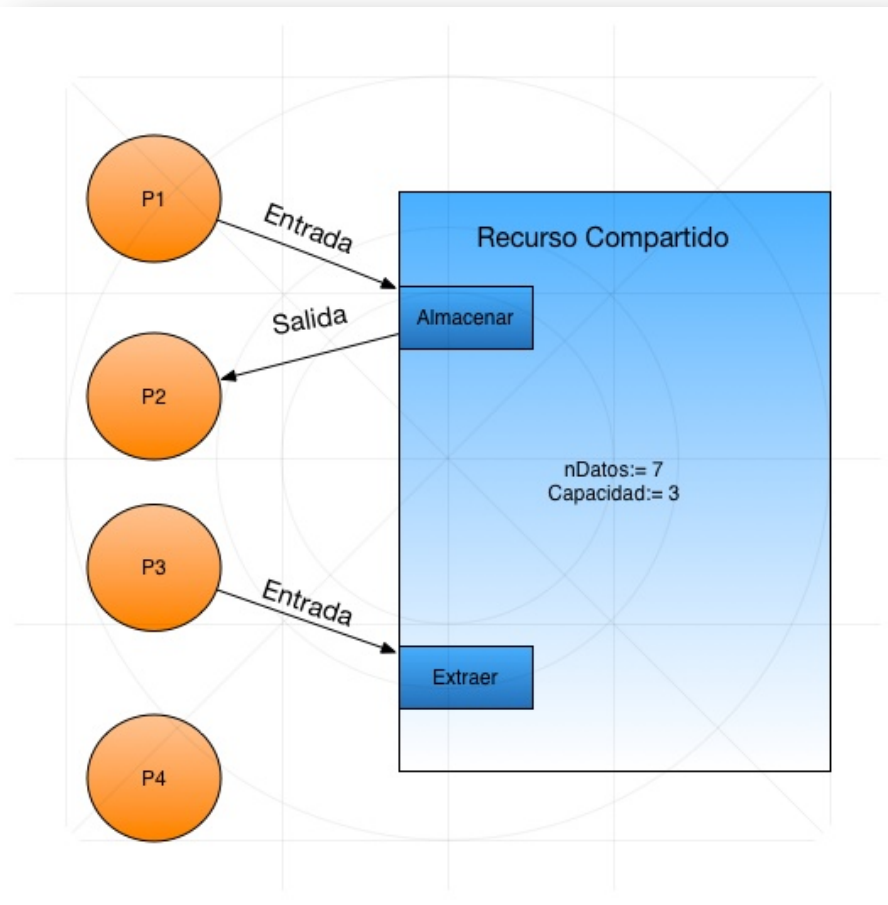 P1
Entrada
Recurso Compartido
Almacenar
Salida
P2
nDatos:= 7
Capacidad:= 3
P3
Entrada
Extraer
P4